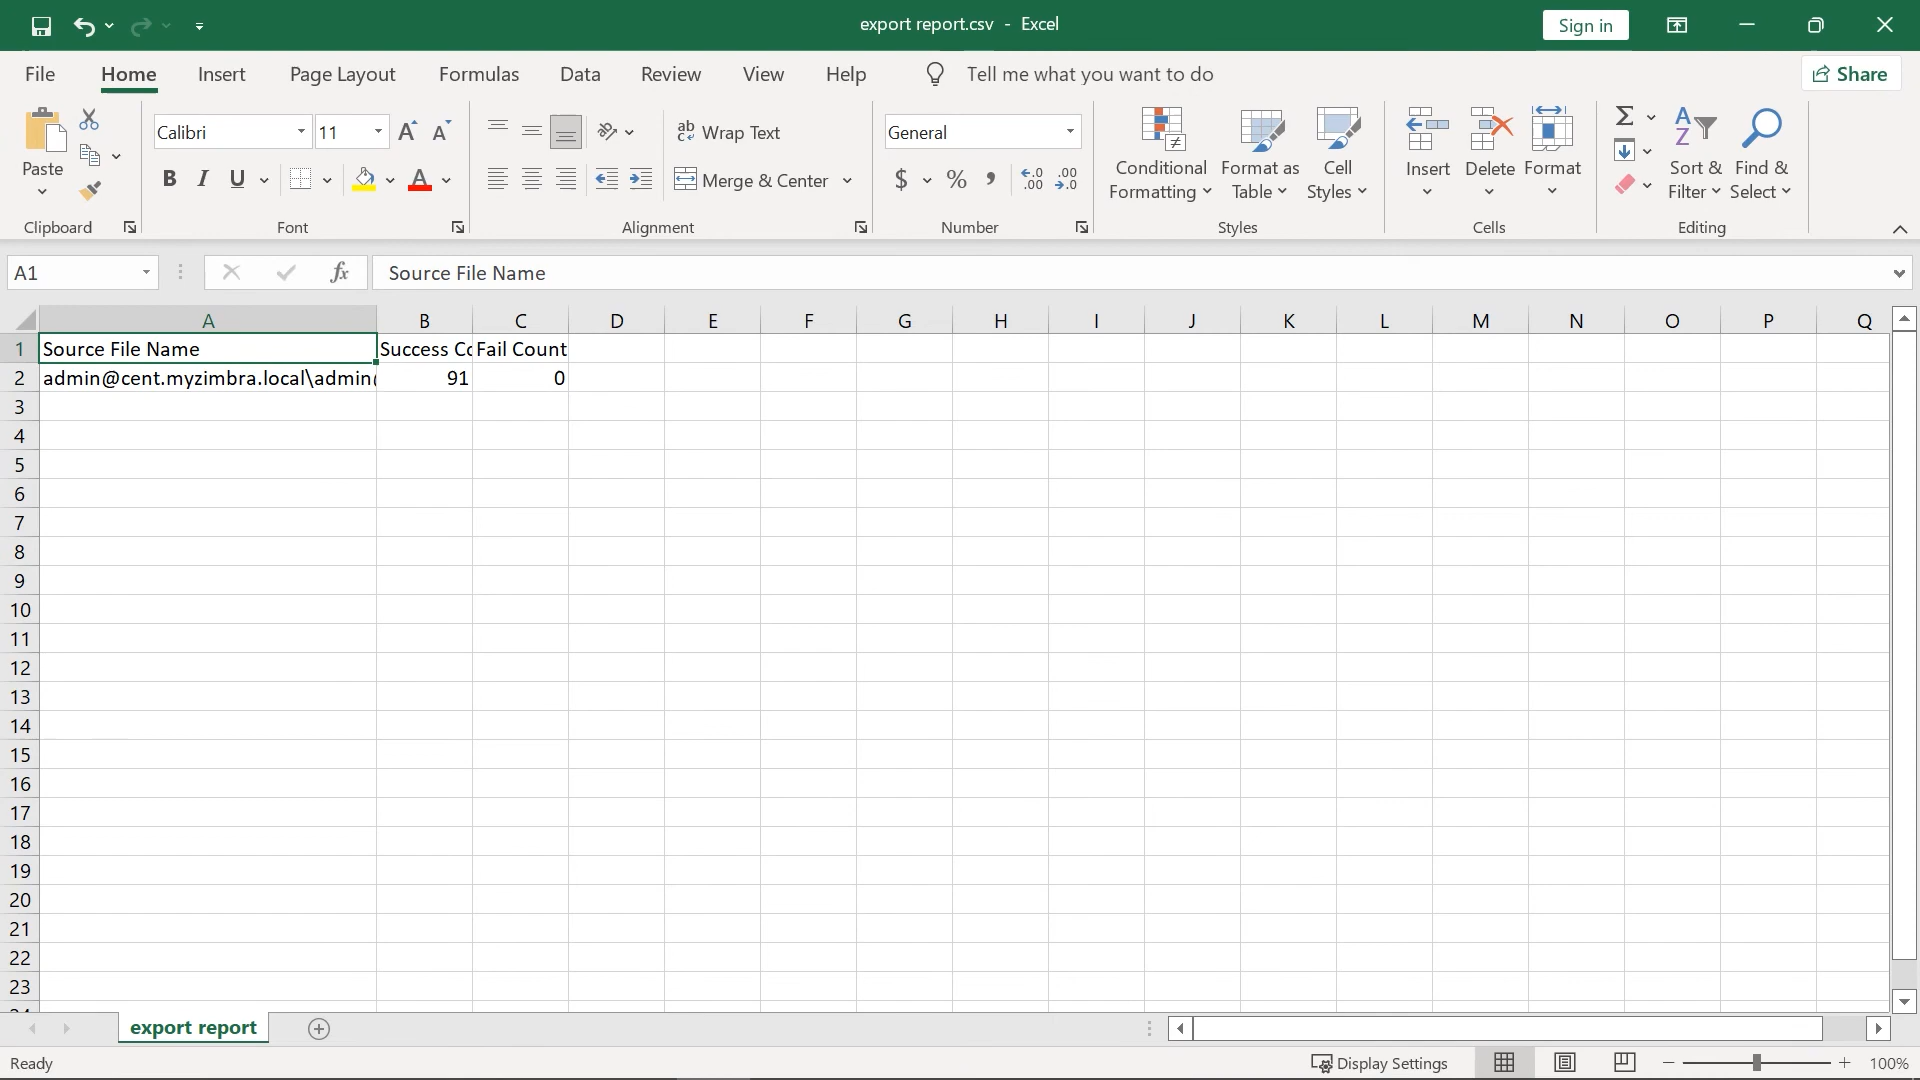 export report.csv - Excel
Sign in
File Home Insert Page Layout Formulas Data Review View Help Tell me what you want to do Share
Paste
Calibri 11
B I U
Wrap Text
Merge & Center
General
$ % ,
Conditional Formatting
Format as Table
Cell Styles
Insert Delete Format
Sort & Filter
Find & Select
Clipboard Font Alignment Number Styles Cells Editing
A1 fx Source File Name
A B C D E F G H I J K L M N O P Q
1 Source File Name Success Cc Fail Count
2 admin@cent.myzimbra.local\admin 91 0
3
4
5
6
7
8
9
10
11
12
13
14
15
16
17
18
19
20
21
22
23
export report
Ready Display Settings 100%